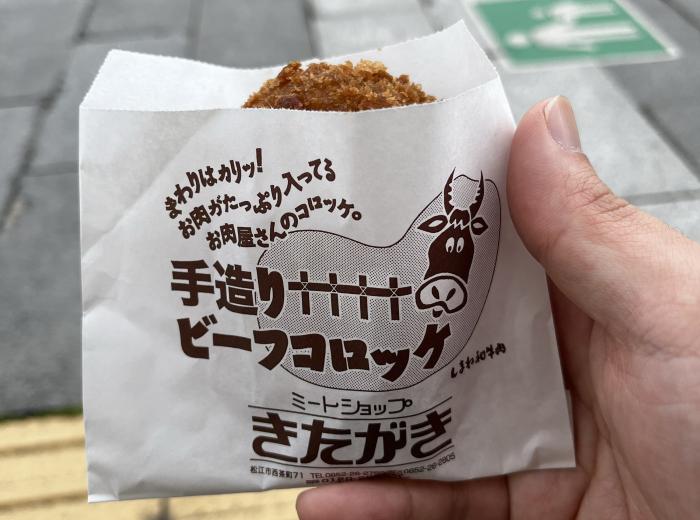 まわりはカリッ!
お肉がたっぷり入ってる
お肉屋さんのコロッケ。
手造り
ビーフコロッケ
しまね和牛肉
ミートショップ
きたがき
松江市西茶町71 TEL0852-26-